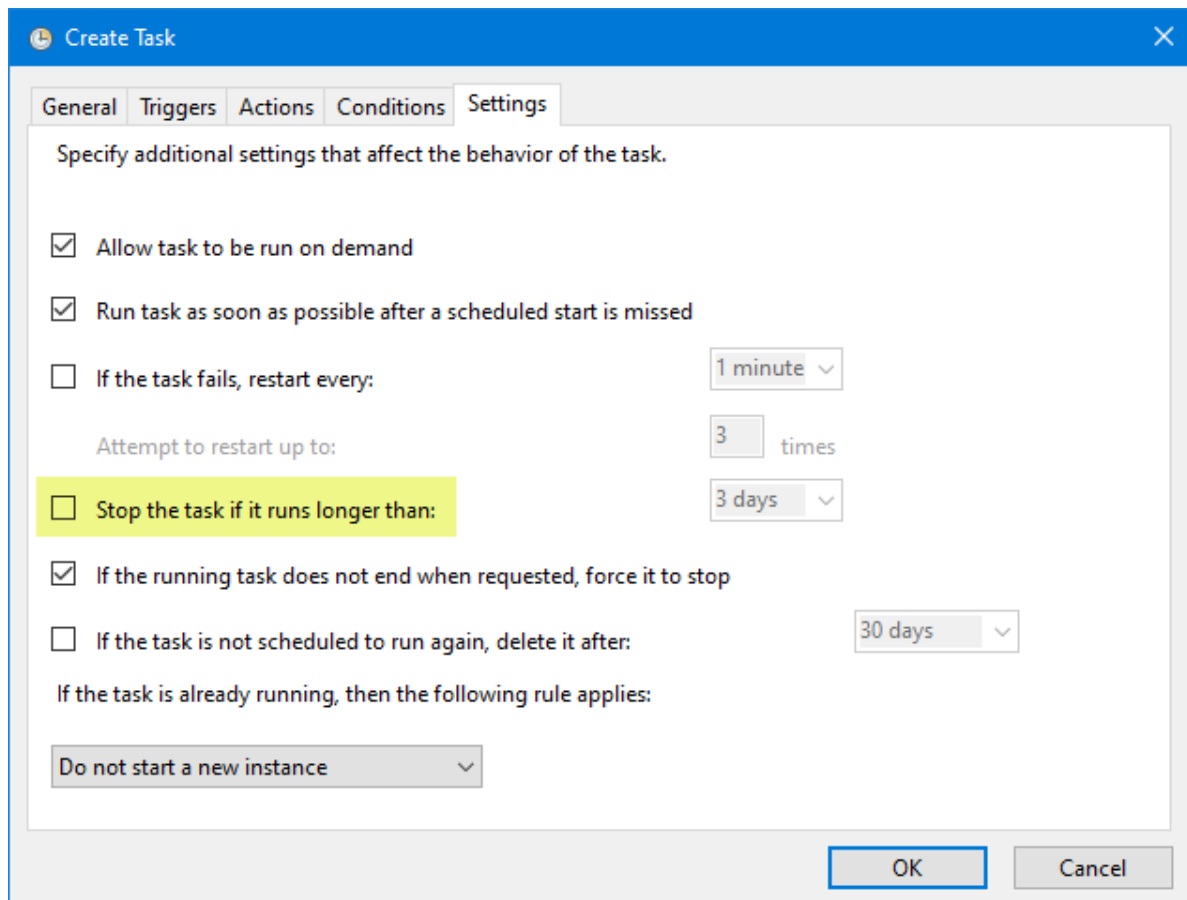 Create Task
General Triggers Actions Conditions Settings
Specify additional settings that affect the behavior of the task.
Allow task to be run on demand
Run task as soon as possible after a scheduled start is missed
If the task fails, restart every: 1 minute
Attempt to restart up to: 3 times
Stop the task if it runs longer than: 3 days
If the running task does not end when requested, force it to stop
If the task is not scheduled to run again, delete it after: 30 days
If the task is already running, then the following rule applies:
Do not start a new instance
OK Cancel